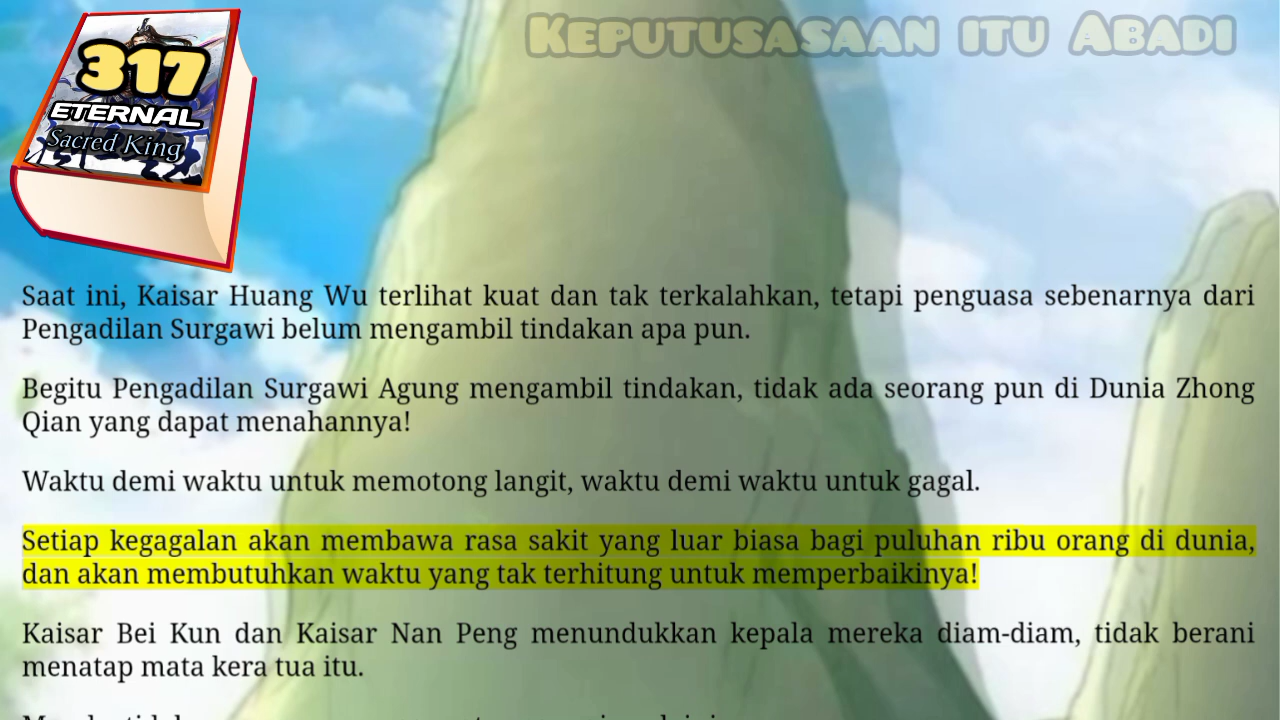 Keputusasaan itu Abadi
317
ETERNAL
Sacred King
Saat ini, Kaisar Huang Wu terlihat kuat dan tak terkalahkan, tetapi penguasa sebenarnya dari
Pengadilan Surgawi belum mengambil tindakan apa pun.
Begitu Pengadilan Surgawi Agung mengambil tindakan, tidak ada seorang pun di Dunia Zhong
Qian yang dapat menahannya!
Waktu demi waktu untuk memotong langit, waktu demi waktu untuk gagal.
Setiap kegagalan akan membawa rasa sakit yang luar biasa bagi puluhan ribu orang di dunia,
dan akan membutuhkan waktu yang tak terhitung untuk memperbaikinya!
Kaisar Bei Kun dan Kaisar Nan Peng menundukkan kepala mereka diam-diam, tidak berani
menatap mata kera tua itu.